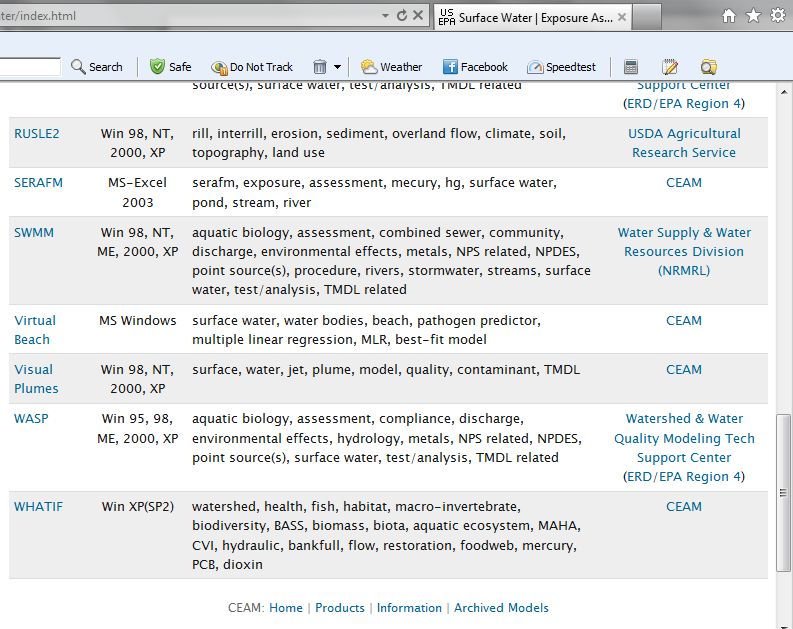 ter/index.html
US EPA Surface Water | Exposure As...
Search Safe Do Not Track Weather Facebook Speedtest
source(s), surface water, test/analysis, TMDL related Support Center
(ERD/EPA Region 4)
RUSLE2 Win 98, NT, rill, interrill, erosion, sediment, overland flow, climate, soil, USDA Agricultural
2000, XP topography, land use Research Service
SERAFM MS-Excel serafm, exposure, assessment, mecury, hg, surface water, CEAM
2003 pond, stream, river
SWMM Win 98, NT, aquatic biology, assessment, combined sewer, community, Water Supply & Water
ME, 2000, XP discharge, environmental effects, metals, NPS related, NPDES, Resources Division
point source(s), procedure, rivers, stormwater, streams, surface (NRMRL)
water, test/analysis, TMDL related
Virtual MS Windows surface water, water bodies, beach, pathogen predictor, CEAM
Beach multiple linear regression, MLR, best-fit model
Visual Win 98, NT, surface, water, jet, plume, model, quality, contaminant, TMDL CEAM
Plumes 2000, XP
WASP Win 95, 98, aquatic biology, assessment, compliance, discharge, Watershed & Water
ME, 2000, XP environmental effects, hydrology, metals, NPS related, NPDES, Quality Modeling Tech
point source(s), surface water, test/analysis, TMDL related Support Center
(ERD/EPA Region 4)
WHATIF Win XP(SP2) watershed, health, fish, habitat, macro-invertebrate, CEAM
biodiversity, BASS, biomass, biota, aquatic ecosystem, MAHA,
CVI, hydraulic, bankfull, flow, restoration, foodweb, mercury,
PCB, dioxin
CEAM: Home | Products | Information | Archived Models